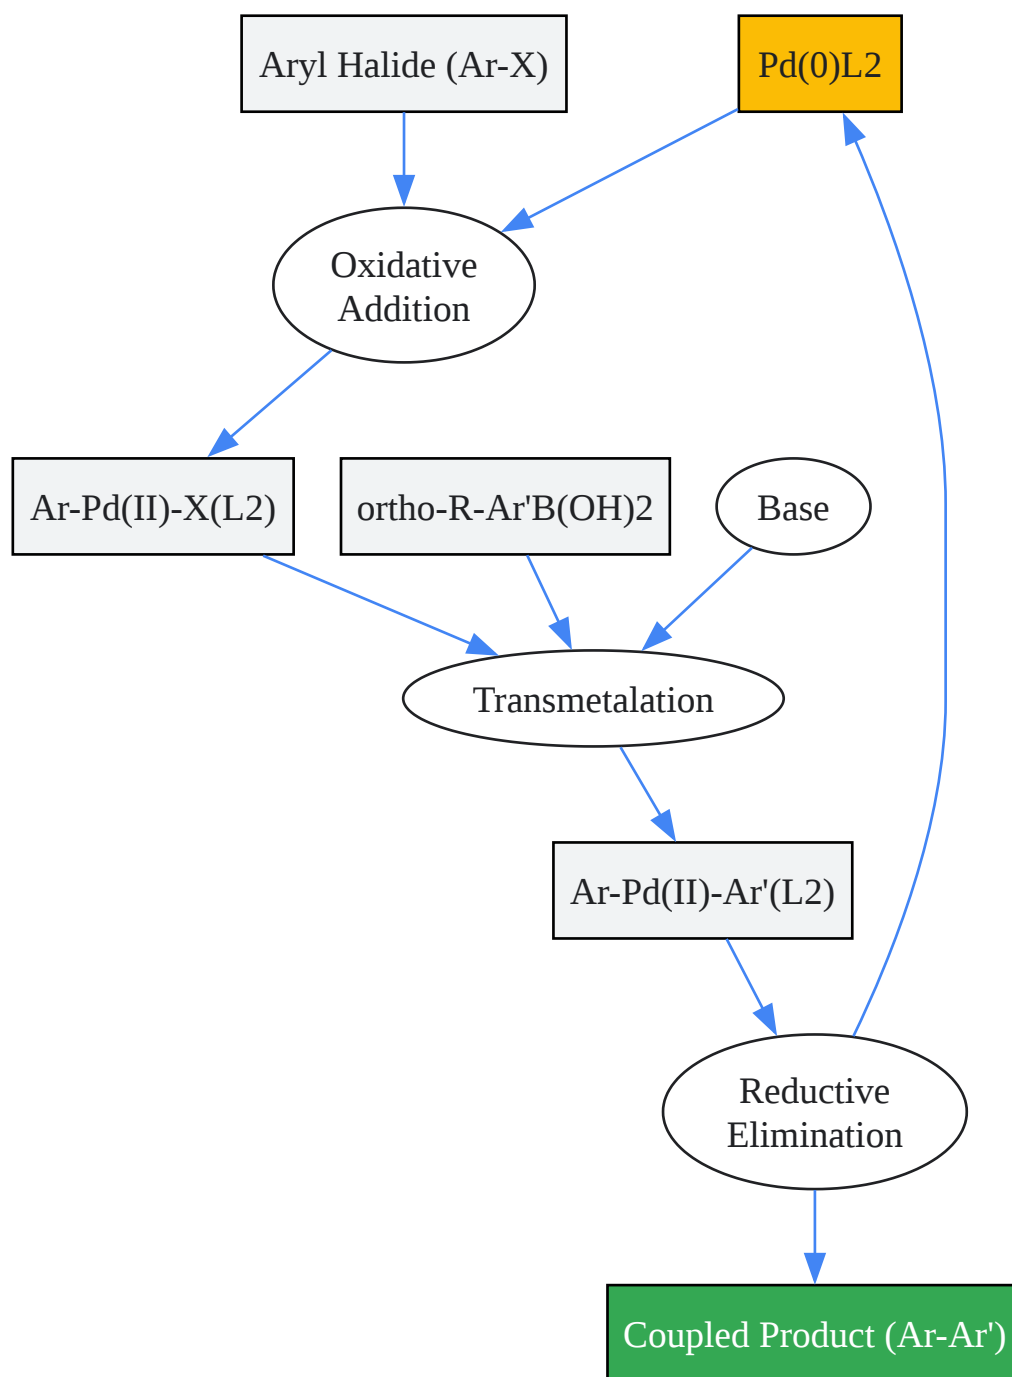 Aryl Halide (Ar-X)
Pd(0)L2
Oxidative
Addition
Ar-Pd(II)-X(L2)
ortho-R-Ar'B(OH)2
Base
Transmetalation
Ar-Pd(II)-Ar'(L2)
Reductive
Elimination
Coupled Product (Ar-Ar')